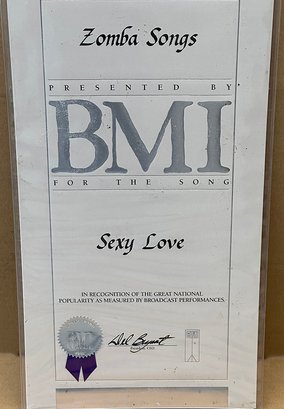 Zomba Songs
PRESENTED BY
BMI
FOR THE SONG
Sexy Love
IN RECOGNITION OF THE GREAT NATIONAL
POPULARITY AS MEASURED BY BROADCAST PERFORMANCES.
Del Bryant